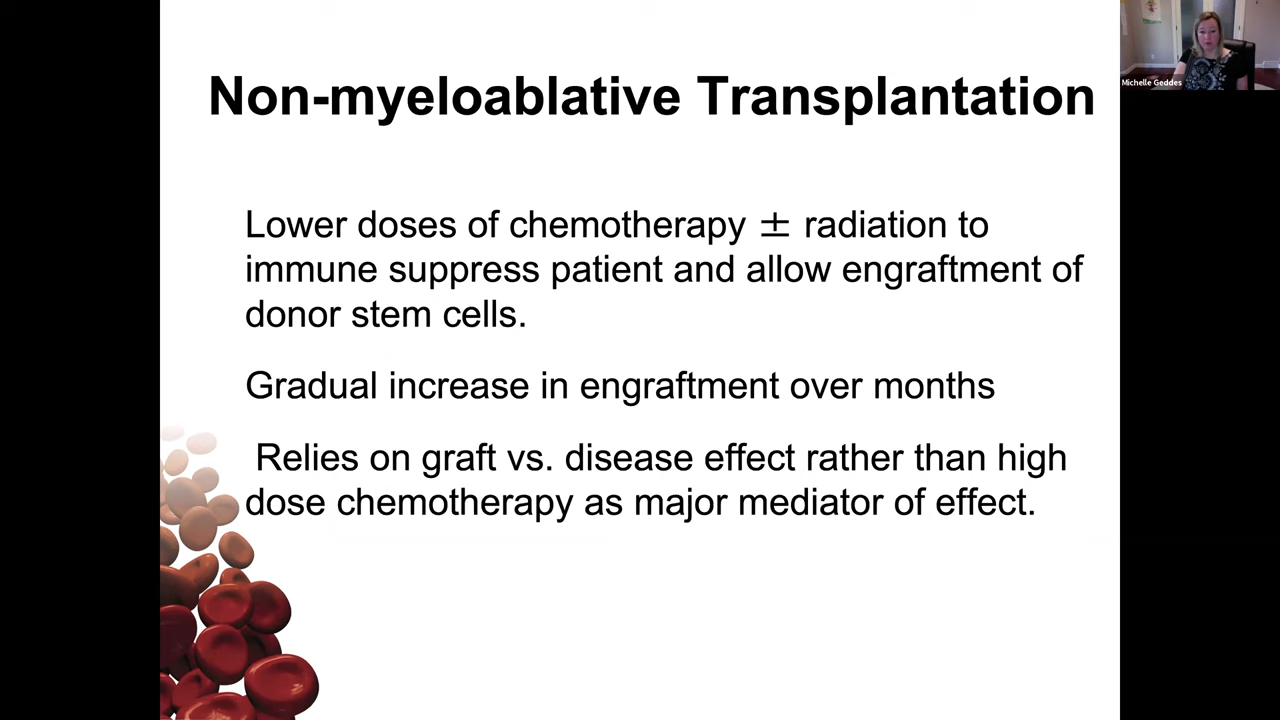 Non-myeloablative Transplantation
Michelle Geddes
Lower doses of chemotherapy ± radiation to
immune suppress patient and allow engraftment of
donor stem cells.
Gradual increase in engraftment over months
Relies on graft vs. disease effect rather than high
dose chemotherapy as major mediator of effect.